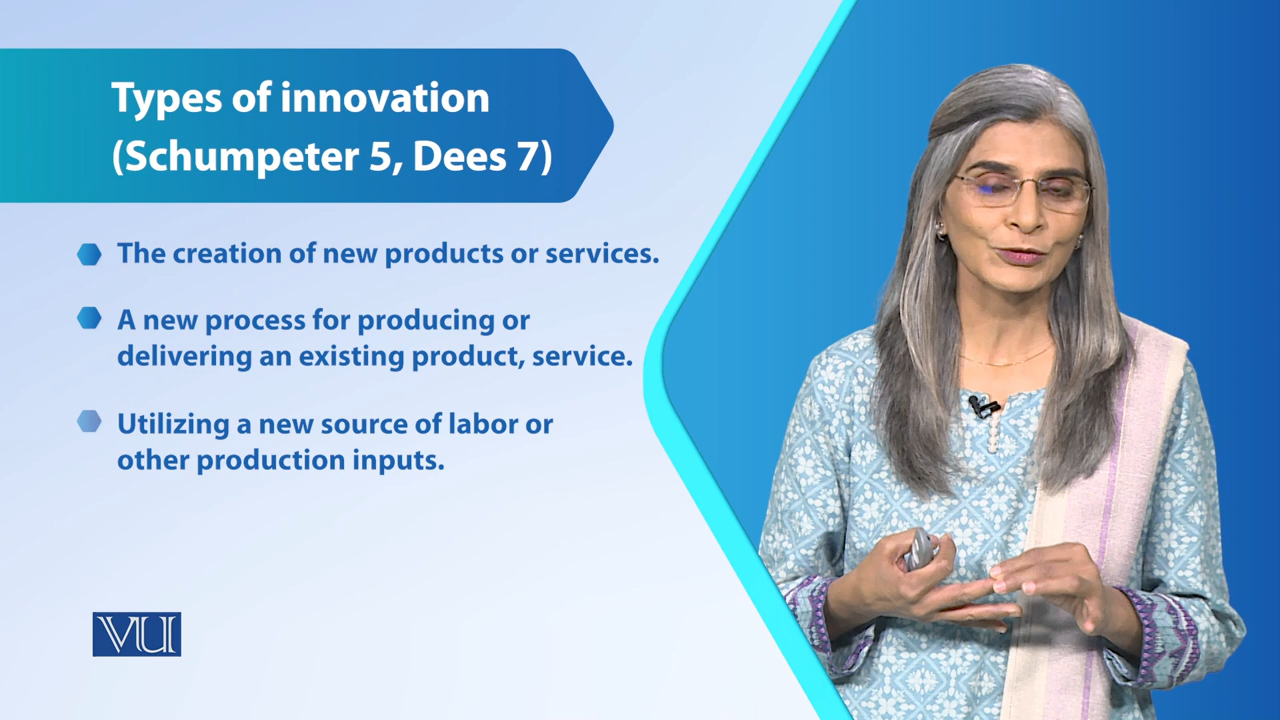 Types of innovation
(Schumpeter 5, Dees 7)
The creation of new products or services.
A new process for producing or
delivering an existing product, service.
Utilizing a new source of labor or
other production inputs.
VU